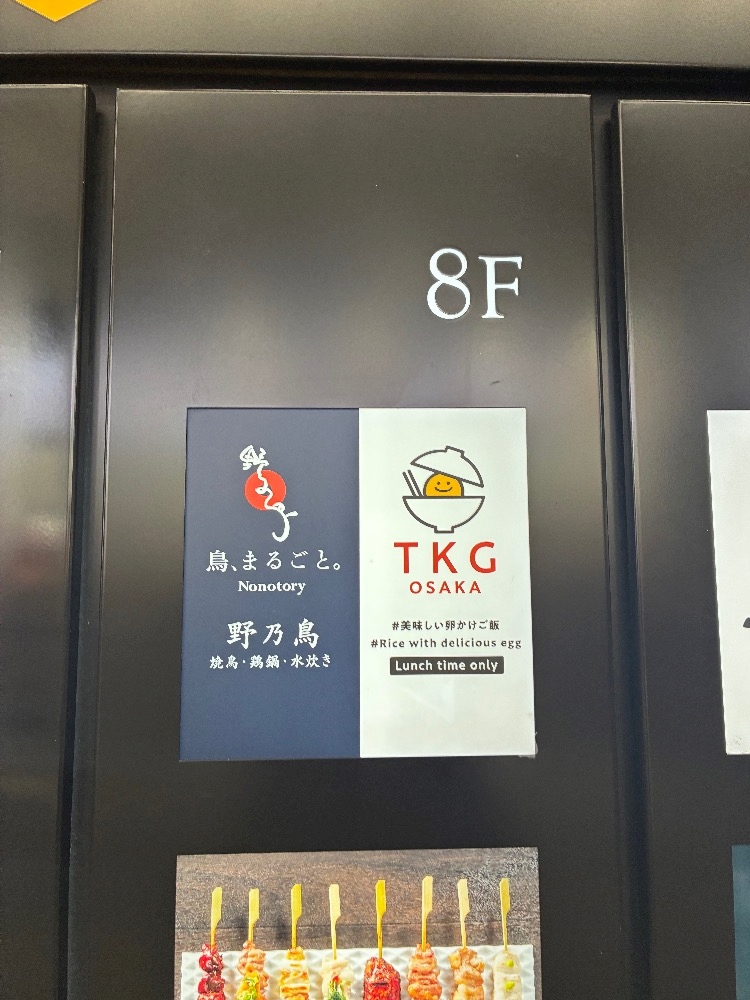 8F
鳥、まるごと。
Nonotory
野乃鳥
焼鳥・鶏鍋・水炊き
TKG
OSAKA
#美味しい卵かけご飯
#Rice with delicious egg
Lunch time only